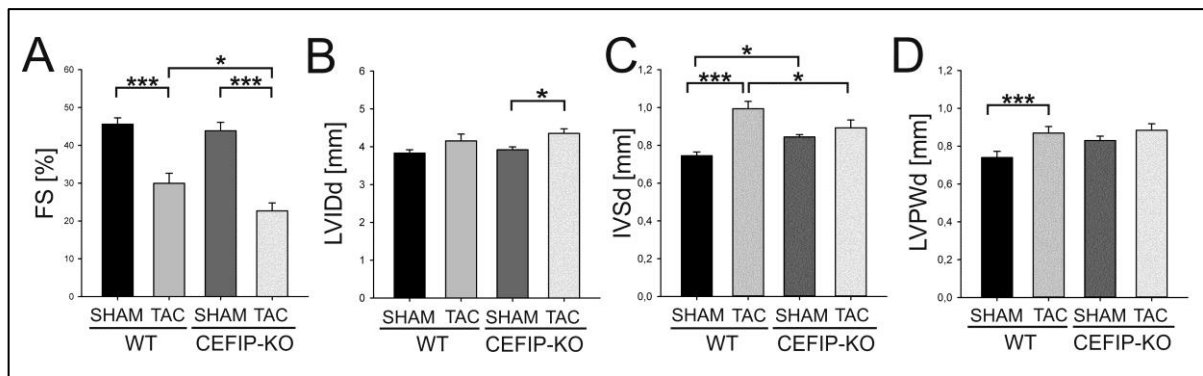 A
FS [%]
60
50
40
30
20
10
0
***
*
***
SHAM TAC SHAM TAC
WT CEFIP-KO
B
LVIDd [mm]
6
5
4
3
2
1
0
*
SHAM TAC SHAM TAC
WT CEFIP-KO
C
IVSd [mm]
1,2
1,0
0,8
0,6
0,4
0,2
0,0
*
***
*
SHAM TAC SHAM TAC
WT CEFIP-KO
D
LVPWd [mm]
1,2
1,0
0,8
0,6
0,4
0,2
0,0
***
SHAM TAC SHAM TAC
WT CEFIP-KO